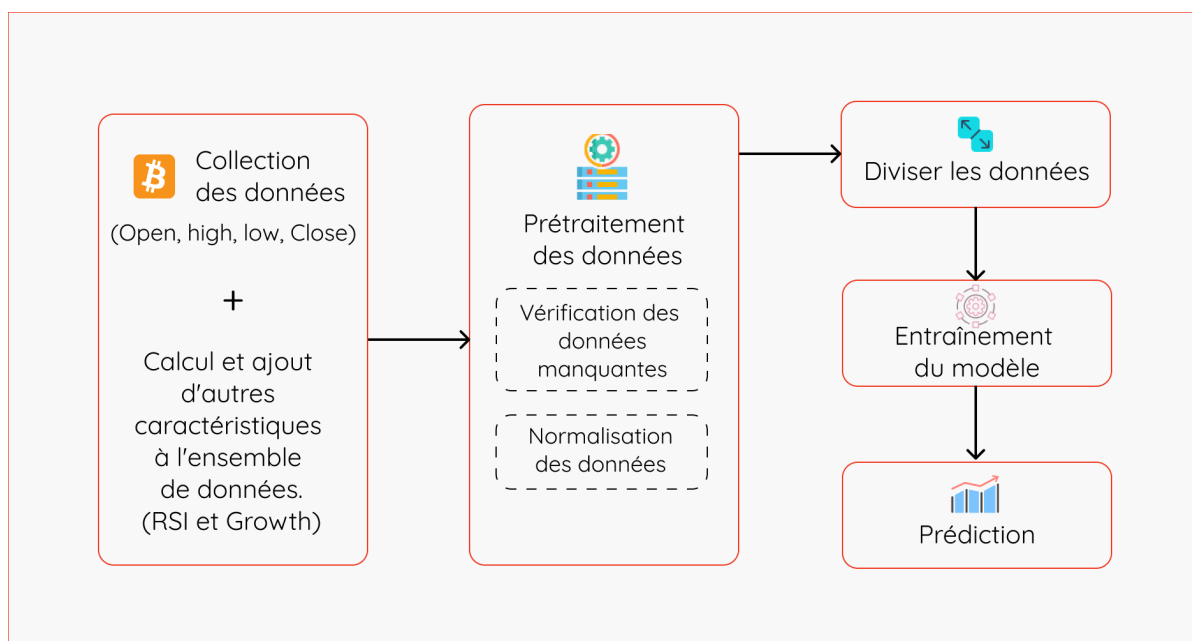 Collection
des données
(Open, high, low, Close)
+
Calcul et ajout
d'autres
caractéristiques
à l'ensemble
de données.
(RSI et Growth)
Prétraitement
des données
Vérification des
données
manquantes
Normalisation
des données
Diviser les données
Entraînement
du modèle
Prédiction